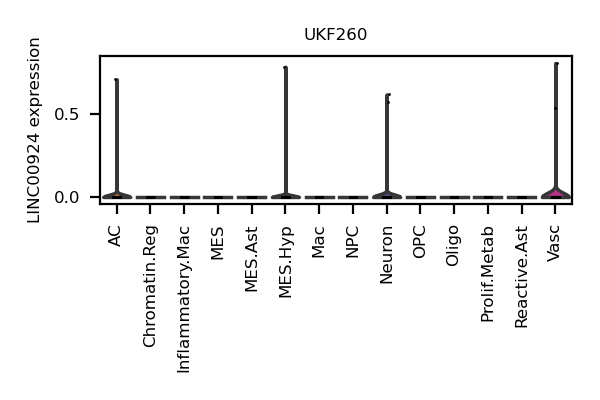 UKF260
LINC00924 expression
0.5
0.0
AC
Chromatin.Reg
Inflammatory.Mac
MES
MES.Ast
MES.Hyp
Mac
NPC
Neuron
OPC
Oligo
Prolif.Metab
Reactive.Ast
Vasc